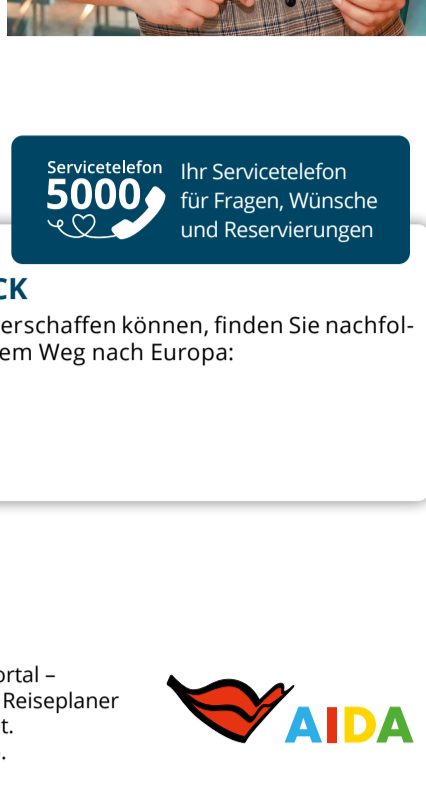 Servicetelefon
5000
Ihr Servicetelefon
für Fragen, Wünsche
und Reservierungen
CK
erschaffen können, finden Sie nachfol-
em Weg nach Europa:
ortal –
Reiseplaner
t.
.
AIDA